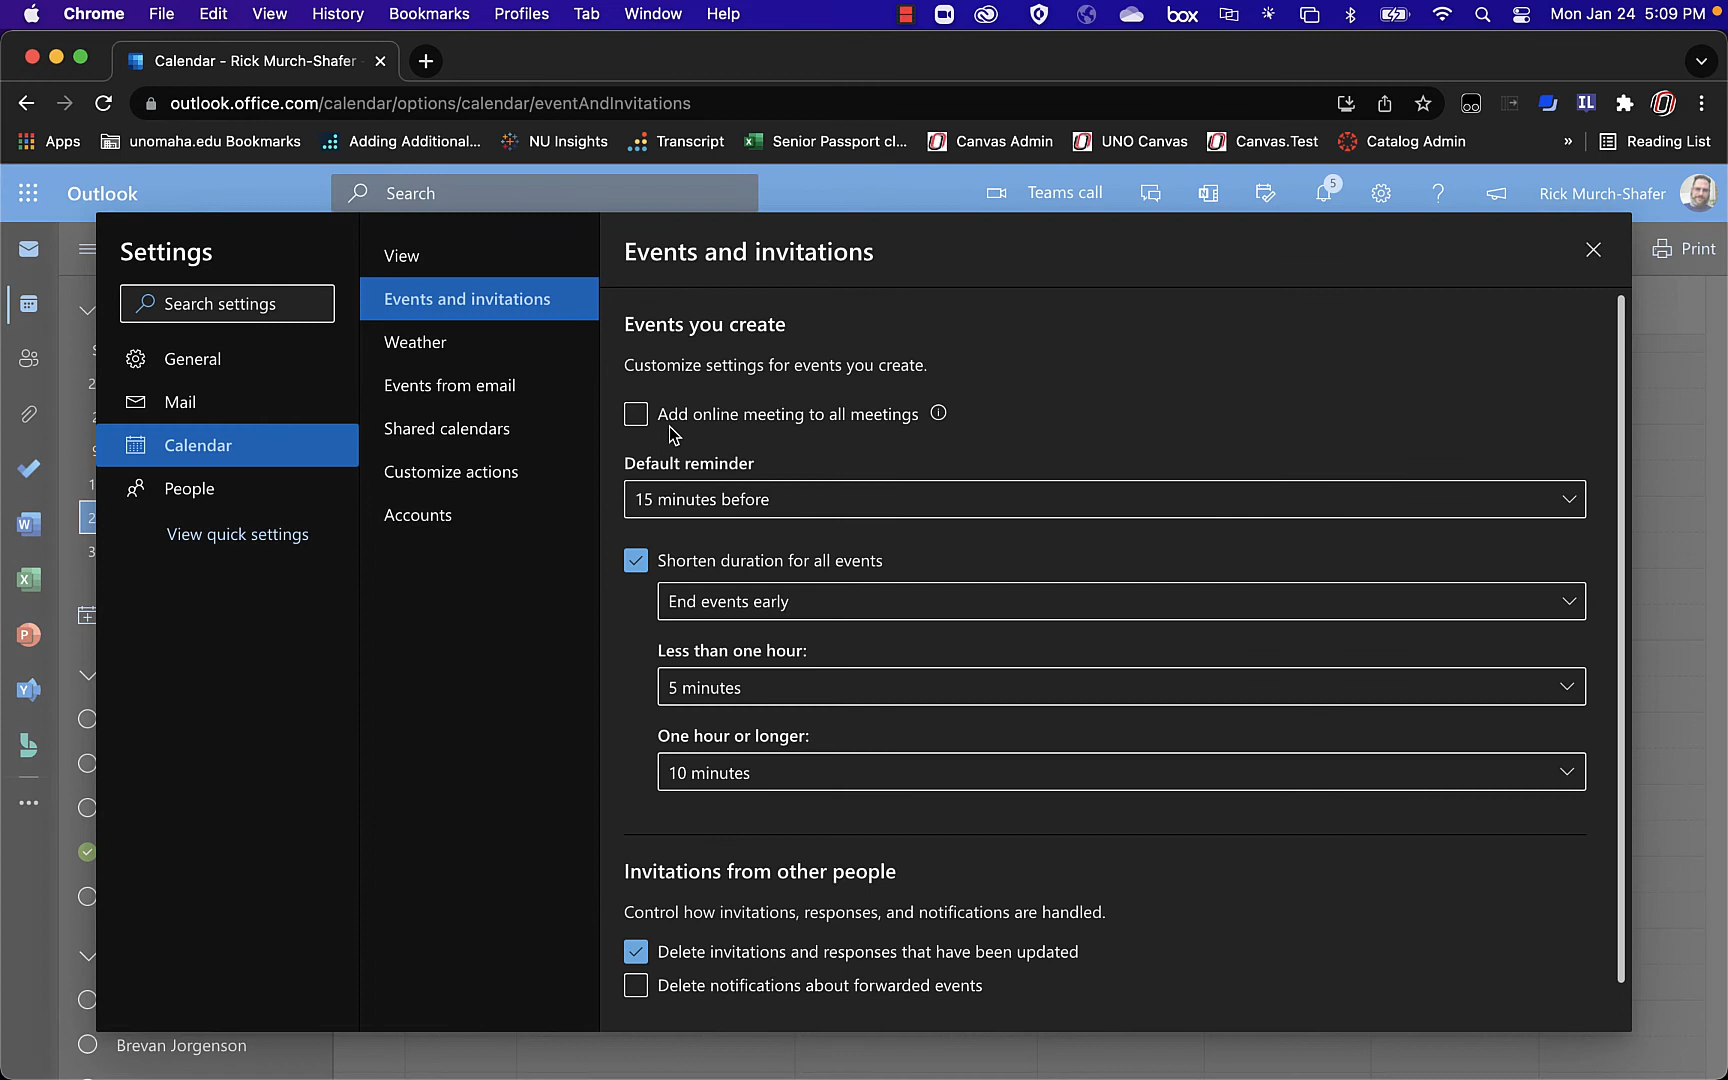 Chrome File Edit View History Bookmarks Profiles Tab Window Help box Mon Jan 24 5:09 PM
Calendar - Rick Murch-Shafer
outlook.office.com/calendar/options/calendar/eventAndInvitations
Apps unomaha.edu Bookmarks Adding Additional... NU Insights Transcript Senior Passport cl... Canvas Admin UNO Canvas Canvas.Test Catalog Admin » Reading List
Outlook Search Teams call 5 Rick Murch-Shafer
Print
Settings
Search settings
General
Mail
Calendar
People
View quick settings
View
Events and invitations
Weather
Events from email
Shared calendars
Customize actions
Accounts
Events and invitations
Events you create
Customize settings for events you create.
Add online meeting to all meetings
Default reminder
15 minutes before
Shorten duration for all events
End events early
Less than one hour:
5 minutes
One hour or longer:
10 minutes
Invitations from other people
Control how invitations, responses, and notifications are handled.
Delete invitations and responses that have been updated
Delete notifications about forwarded events
Brevan Jorgenson